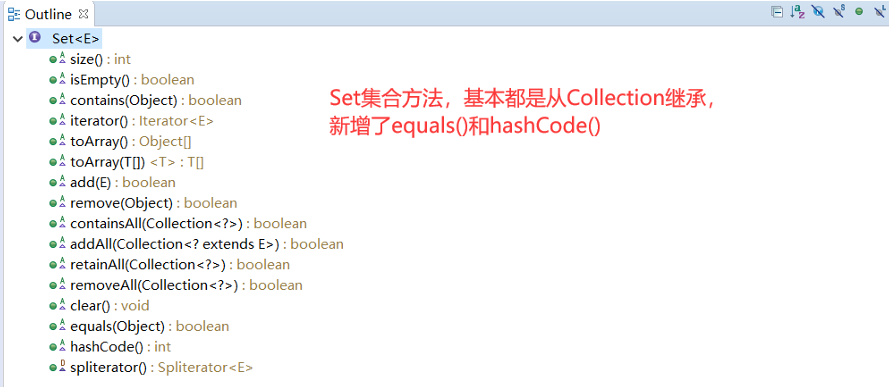 Outline
Set<E>
size() : int
isEmpty() : boolean
contains(Object) : boolean
iterator() : Iterator<E>
toArray() : Object[]
toArray(T[]) <T> : T[]
add(E) : boolean
remove(Object) : boolean
containsAll(Collection<?>) : boolean
addAll(Collection<? extends E>) : boolean
retainAll(Collection<?>) : boolean
removeAll(Collection<?>) : boolean
clear() : void
equals(Object) : boolean
hashCode() : int
spliterator() : Spliterator<E>
Set集合方法，基本都是从Collection继承，
新增了equals()和hashCode()